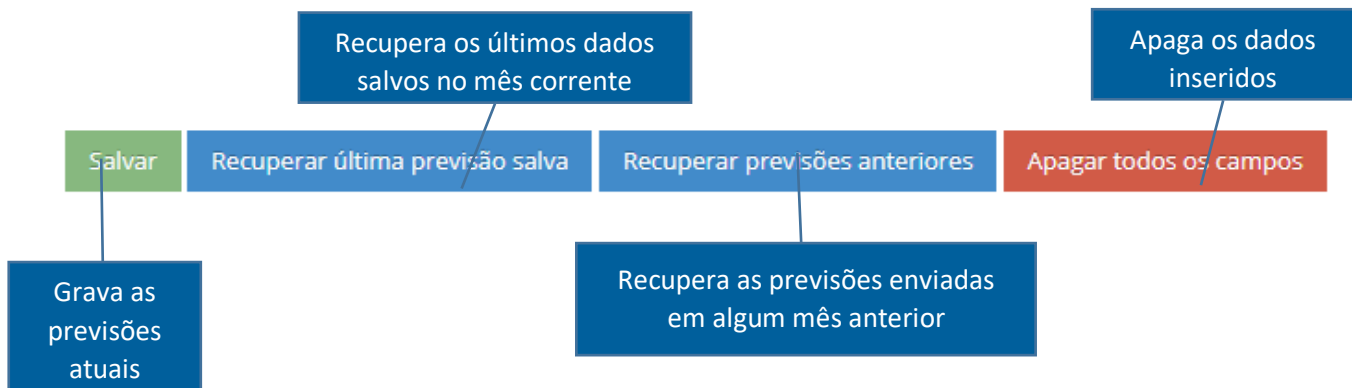 Recupera os últimos dados
salvos no mês corrente
Apaga os dados
inseridos
Salvar
Recuperar última previsão salva
Recuperar previsões anteriores
Apagar todos os campos
Grava as
previsões
atuais
Recupera as previsões enviadas
em algum mês anterior